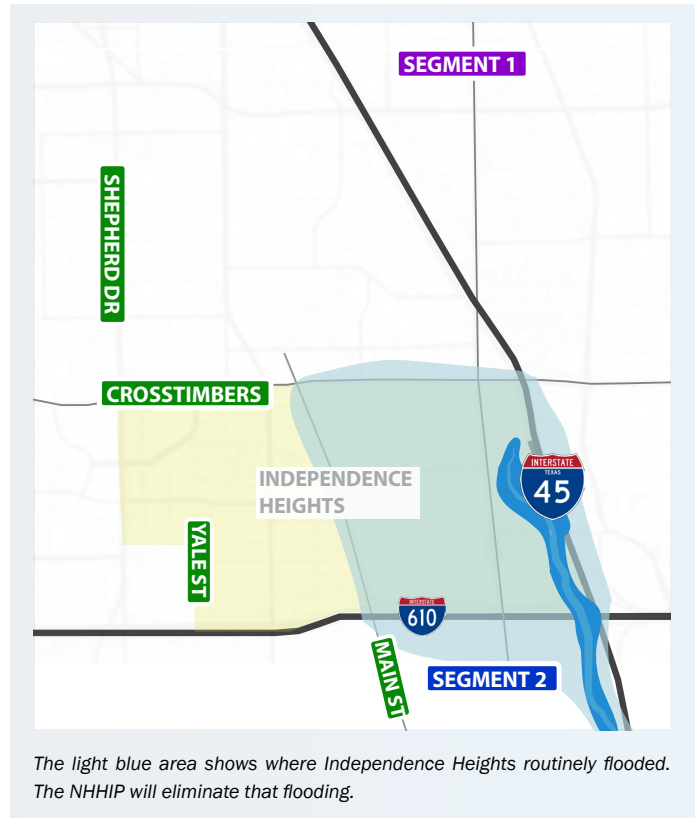 SEGMENT 1
SHEPHERD DR
CROSSTIMBERS
INDEPENDENCE
HEIGHTS
INTERSTATE
TEXAS
45
YALE ST
INTERSTATE
610
MAIN ST
SEGMENT 2
The light blue area shows where Independence Heights routinely flooded.
The NHHIP will eliminate that flooding.